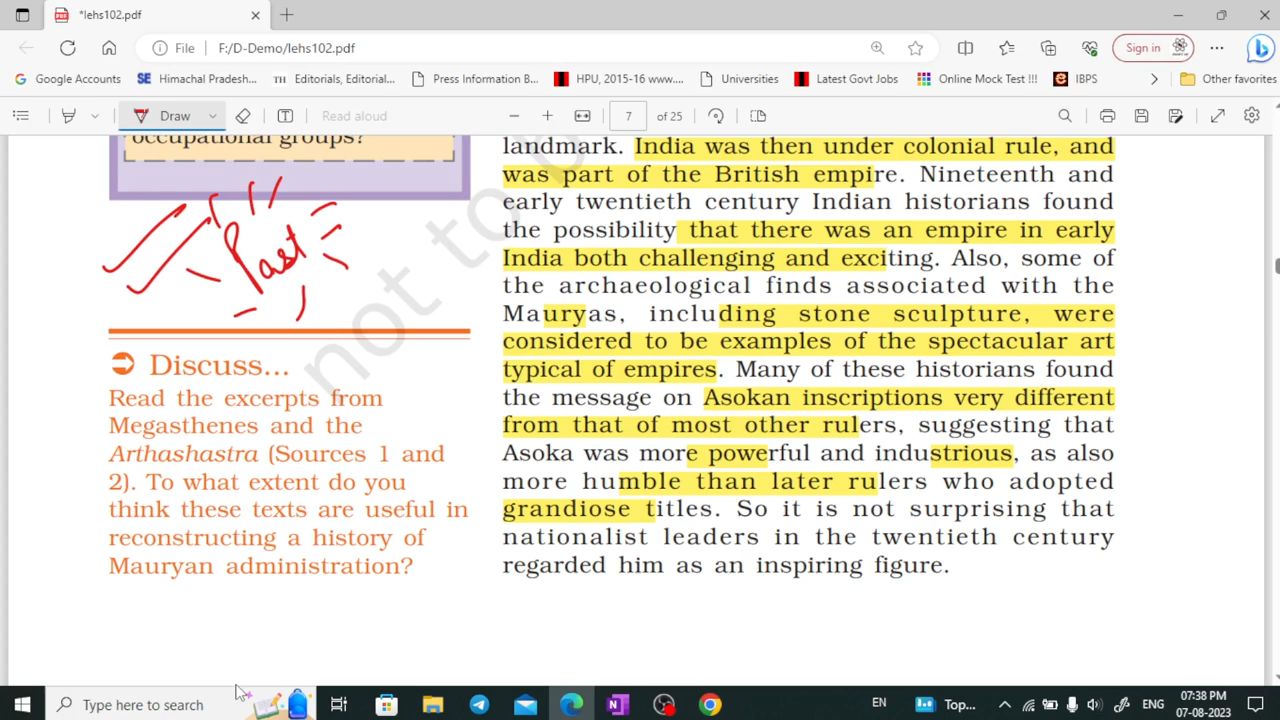 *lehs102.pdf
File
F:/D-Demo/lehs102.pdf
Sign in
Google Accounts
SE Himachal Pradesh...
TH Editorials, Editorial...
Press Information B...
HPU, 2015-16 www....
Universities
Latest Govt Jobs
Online Mock Test !!!
IBPS
Other favorites
Draw
Read aloud
7 of 25
occupational groups?
Past
Discuss...
Read the excerpts from
Megasthenes and the
Arthashastra (Sources 1 and
2). To what extent do you
think these texts are useful in
reconstructing a history of
Mauryan administration?
landmark. India was then under colonial rule, and
was part of the British empire. Nineteenth and
early twentieth century Indian historians found
the possibility that there was an empire in early
India both challenging and exciting. Also, some of
the archaeological finds associated with the
Mauryas, including stone sculpture, were
considered to be examples of the spectacular art
typical of empires. Many of these historians found
the message on Asokan inscriptions very different
from that of most other rulers, suggesting that
Asoka was more powerful and industrious, as also
more humble than later rulers who adopted
grandiose titles. So it is not surprising that
nationalist leaders in the twentieth century
regarded him as an inspiring figure.
not to b
Type here to search
EN
Top...
ENG
07:38 PM
07-08-2023